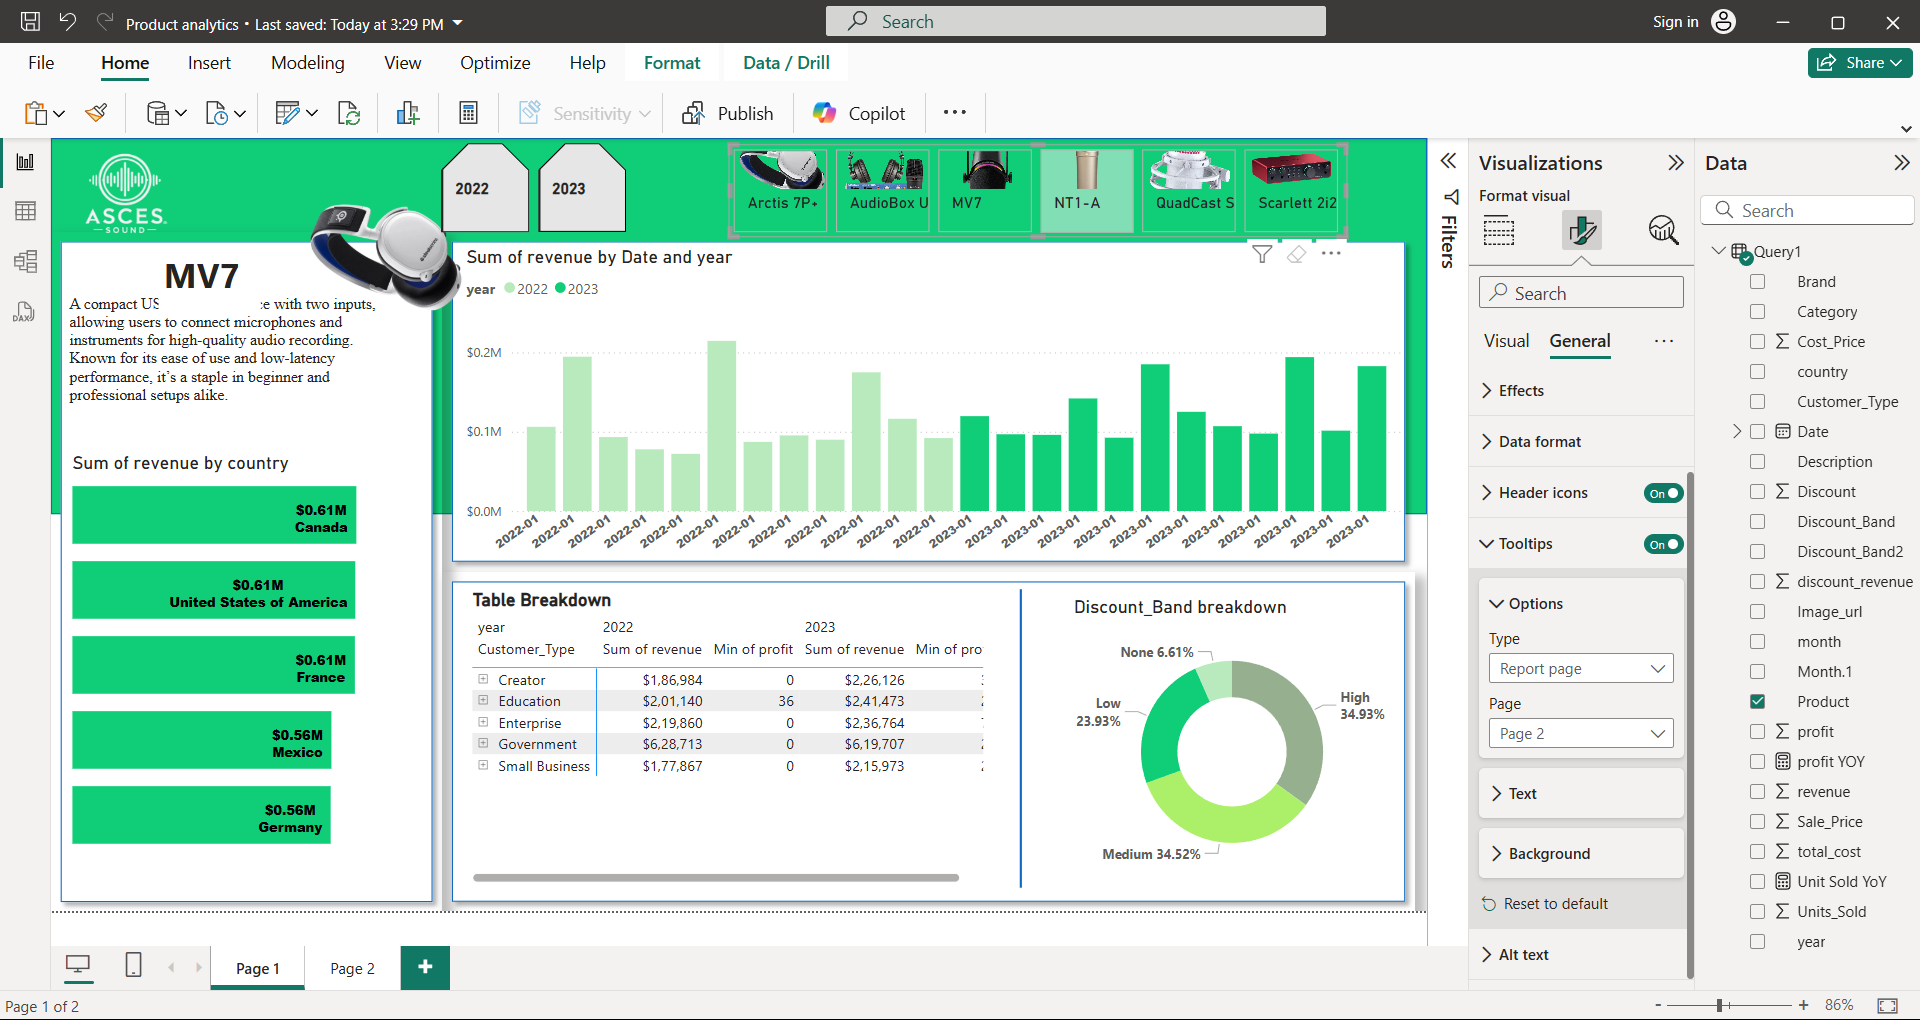 Product analytics • Last saved: Today at 3:29 PM
Search
Sign in
File
Home
Insert
Modeling
View
Optimize
Help
Format
Data / Drill
Share
Sensitivity
Publish
Copilot
ASCES.
SOUND
2022
2023
Arctis 7P+
AudioBox U
MV7
NT1-A
QuadCast S
Scarlett 2i2
MV7
A compact US
e with two inputs,
allowing users to connect microphones and
instruments for high-quality audio recording.
Known for its ease of use and low-latency
performance, it's a staple in beginner and
professional setups alike.
Sum of revenue by country
$0.61M
Canada
$0.61M
United States of America
$0.61M
France
$0.56M
Mexico
$0.56M
Germany
Sum of revenue by Date and year
year 2022 2023
$0.2M
$0.1M
$0.0M
2022-01 2022-01 2022-01 2022-01 2022-01 2022-01 2022-01 2022-01 2022-01 2022-01 2022-01 2022-01 2023-01 2023-01 2023-01 2023-01 2023-01 2023-01 2023-01 2023-01 2023-01 2023-01 2023-01 2023-01
Table Breakdown
year 2022 2023
Customer_Type Sum of revenue Min of profit Sum of revenue Min of pro
Creator $1,86,984 0 $2,26,126
Education $2,01,140 36 $2,41,473
Enterprise $2,19,860 0 $2,36,764
Government $6,28,713 0 $6,19,707
Small Business $1,77,867 0 $2,15,973
Discount_Band breakdown
None 6.61%
Low
23.93%
High
34.93%
Medium 34.52%
Filters
Visualizations
Format visual
Search
Visual
General
Effects
Data format
Header icons
On
Tooltips
On
Options
Type
Report page
Page
Page 2
Text
Background
Reset to default
Alt text
Data
Search
Query1
Brand
Category
Cost_Price
country
Customer_Type
Date
Description
Discount
Discount_Band
Discount_Band2
discount_revenue
Image_url
month
Month.1
Product
profit
profit YOY
revenue
Sale_Price
total_cost
Unit Sold YoY
Units_Sold
year
Page 1
Page 2
+
Page 1 of 2
- + 86%